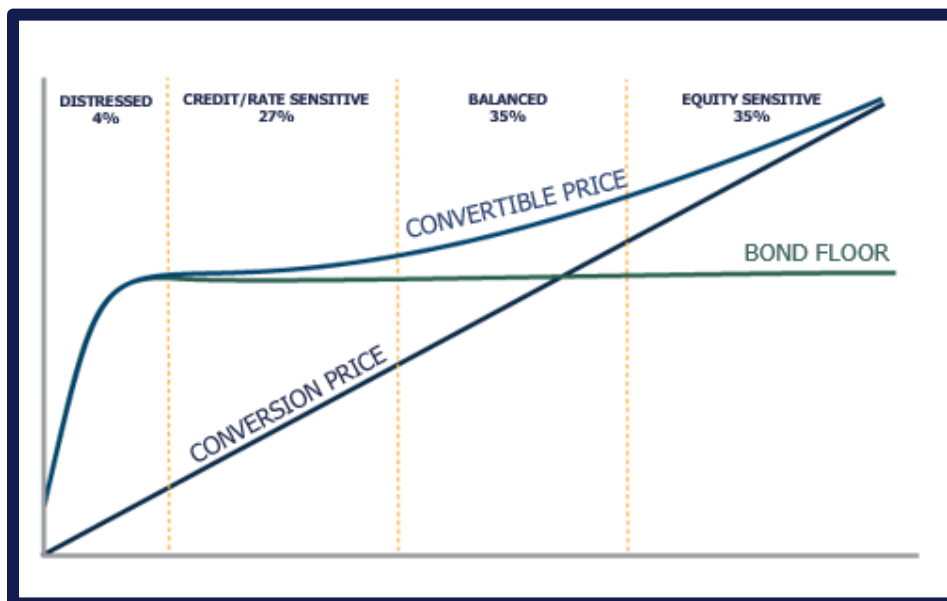 DISTRESSED
4%
CREDIT/RATE SENSITIVE
27%
BALANCED
35%
EQUITY SENSITIVE
35%
CONVERTIBLE PRICE
BOND FLOOR
CONVERSION PRICE